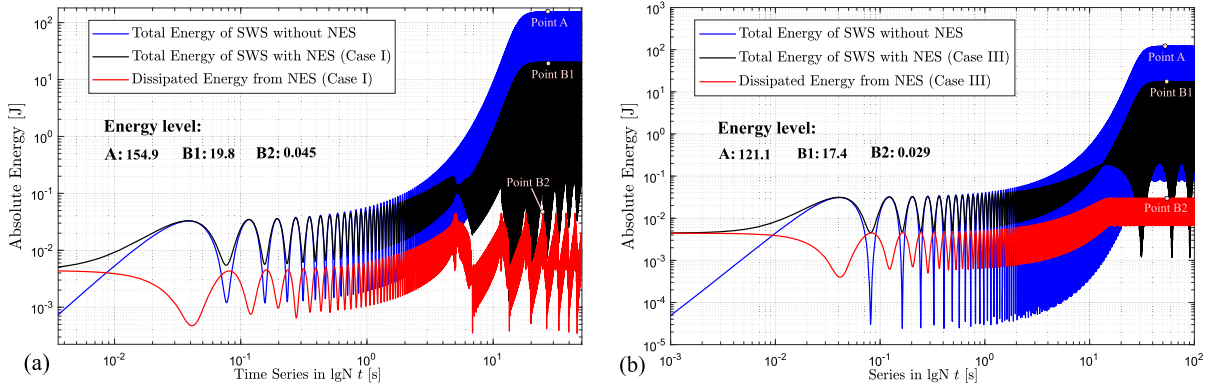 Absolute Energy [J]
10^2
10^1
10^0
10^-1
10^-2
10^-3
Total Energy of SWS without NES
Total Energy of SWS with NES (Case I)
Dissipated Energy from NES (Case I)
Energy level:
A: 154.9 B1: 19.8 B2: 0.045
Point A
Point B1
Point B2
10^-2 10^-1 10^0 10^1
Time Series in lgN t [s]
(a)
Absolute Energy [J]
10^3
10^2
10^1
10^0
10^-1
10^-2
10^-3
10^-4
10^-5
Total Energy of SWS without NES
Total Energy of SWS with NES (Case III)
Dissipated Energy from NES (Case III)
Energy level:
A: 121.1 B1: 17.4 B2: 0.029
Point A
Point B1
Point B2
10^-3 10^-2 10^-1 10^0 10^1 10^2
Series in lgN t [s]
(b)